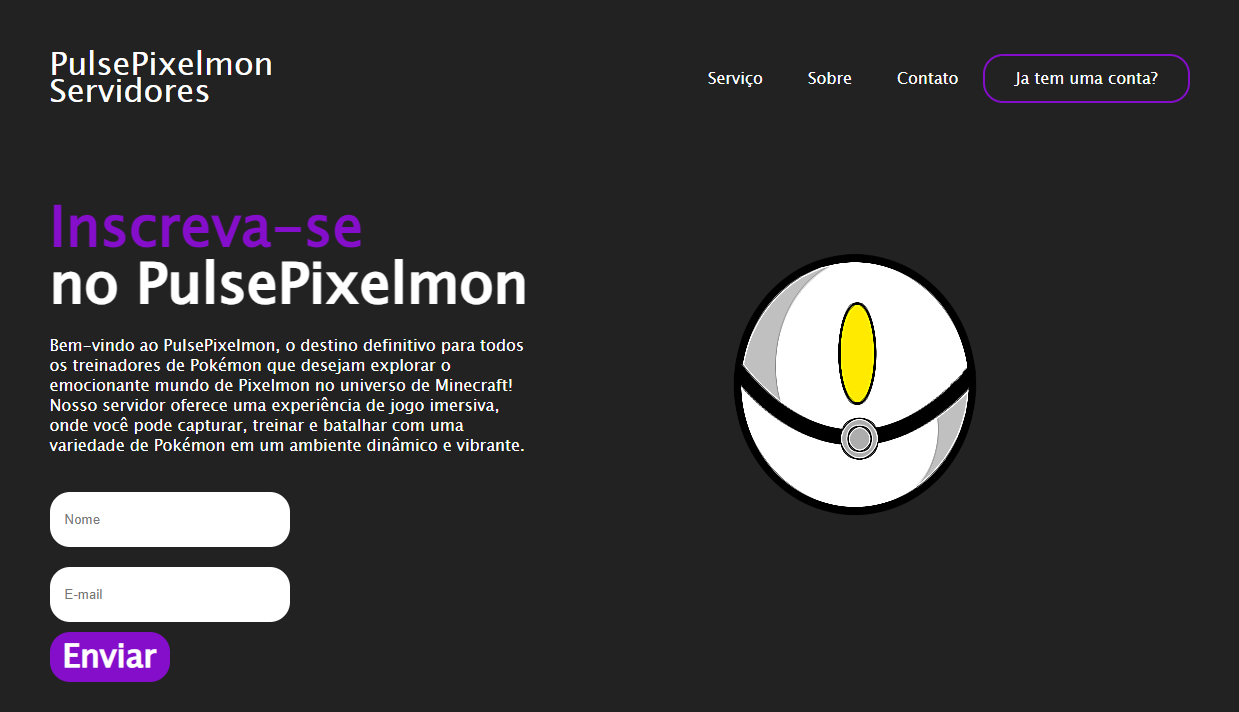 PulsePixelmon
Servidores
Serviço
Sobre
Contato
Ja tem uma conta?
Inscreva-se
no PulsePixelmon
Bem-vindo ao PulsePixelmon, o destino definitivo para todos
os treinadores de Pokémon que desejam explorar o
emocionante mundo de Pixelmon no universo de Minecraft!
Nosso servidor oferece uma experiência de jogo imersiva,
onde você pode capturar, treinar e batalhar com uma
variedade de Pokémon em um ambiente dinâmico e vibrante.
Nome
E-mail
Enviar